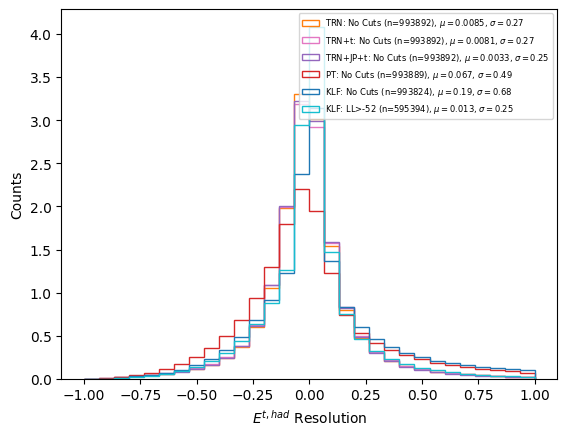 TRN: No Cuts (n=993892), μ=0.0085, σ=0.27
TRN+t: No Cuts (n=993892), μ=0.0081, σ=0.27
TRN+JP+t: No Cuts (n=993892), μ=0.0033, σ=0.25
PT: No Cuts (n=993889), μ=0.067, σ=0.49
KLF: No Cuts (n=993824), μ=0.19, σ=0.68
KLF: LL>-52 (n=595394), μ=0.013, σ=0.25
Counts
4.0
3.5
3.0
2.5
2.0
1.5
1.0
0.5
0.0
−1.00 −0.75 −0.50 −0.25 0.00 0.25 0.50 0.75 1.00
E^{t, had} Resolution